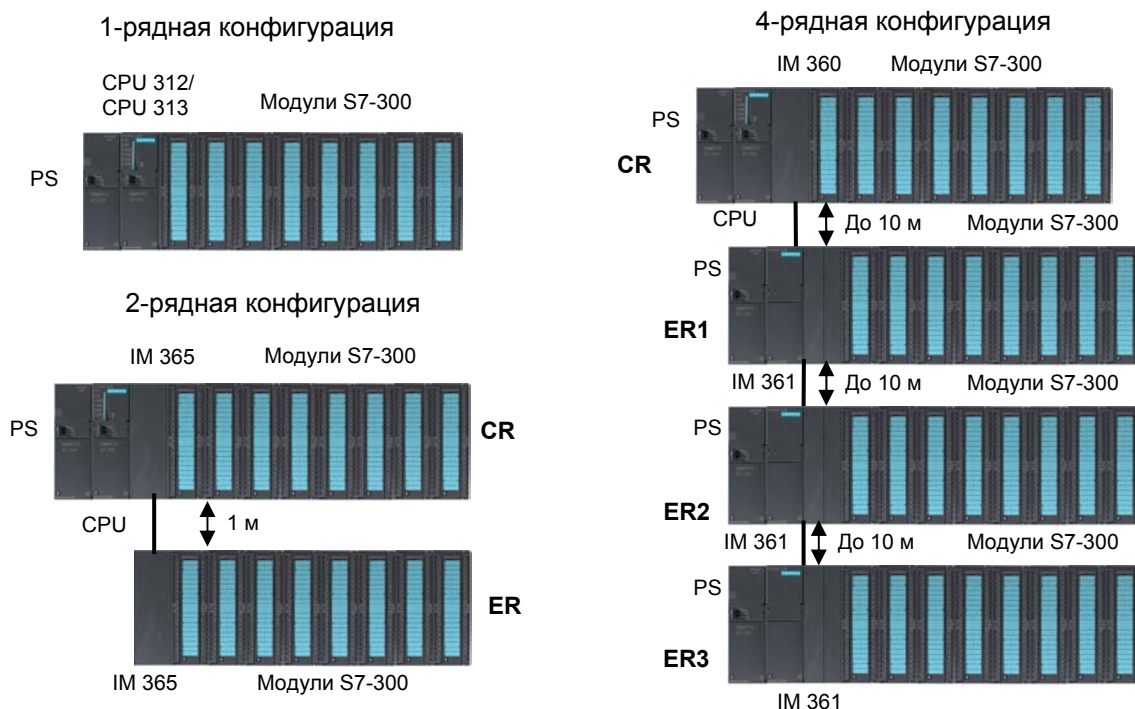 1-рядная конфигурация
CPU 312/
CPU 313
Модули S7-300
PS
2-рядная конфигурация
IM 365
Модули S7-300
PS
CR
CPU
1 м
ER
IM 365
Модули S7-300
4-рядная конфигурация
IM 360
Модули S7-300
PS
CR
CPU
До 10 м
Модули S7-300
PS
ER1
IM 361
До 10 м
Модули S7-300
PS
ER2
IM 361
До 10 м
Модули S7-300
PS
ER3
IM 361